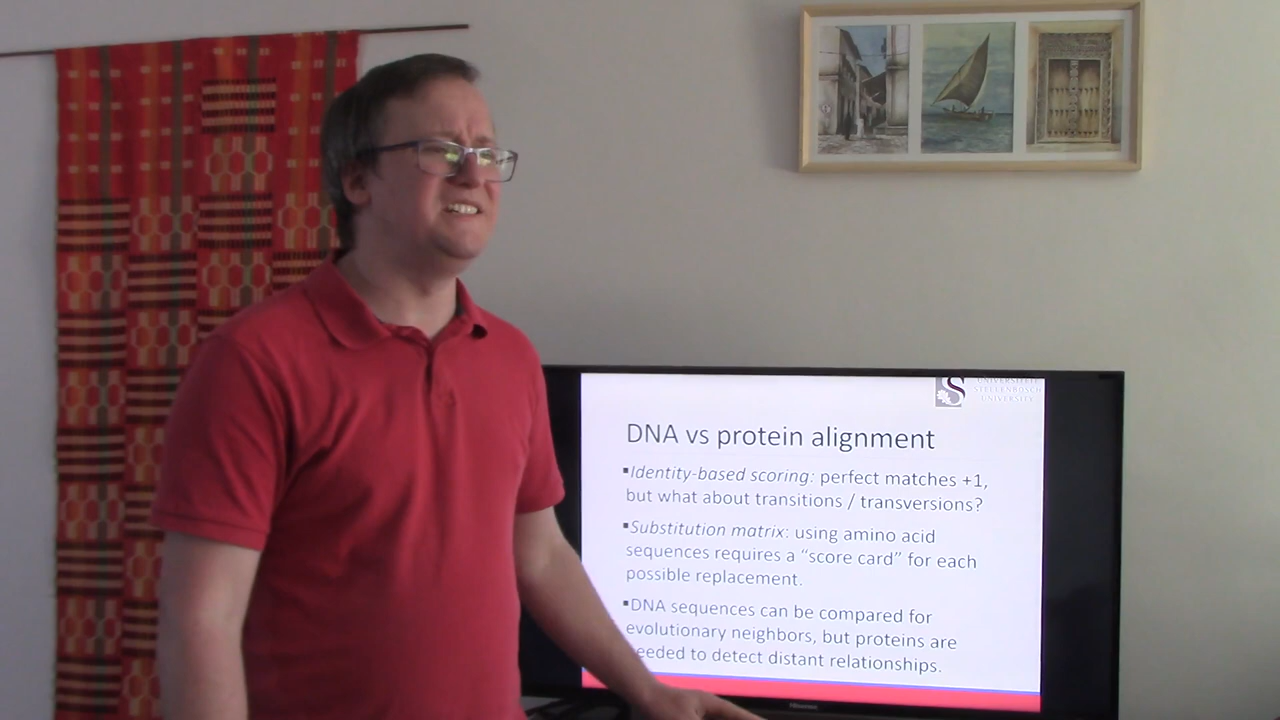 UNIVERSITEIT
STELLENBOSCH
UNIVERSITY
DNA vs protein alignment
▪Identity-based scoring: perfect matches +1,
but what about transitions / transversions?
▪Substitution matrix: using amino acid
sequences requires a “score card” for each
possible replacement.
▪DNA sequences can be compared for
evolutionary neighbors, but proteins are
eeded to detect distant relationships.
Hisense